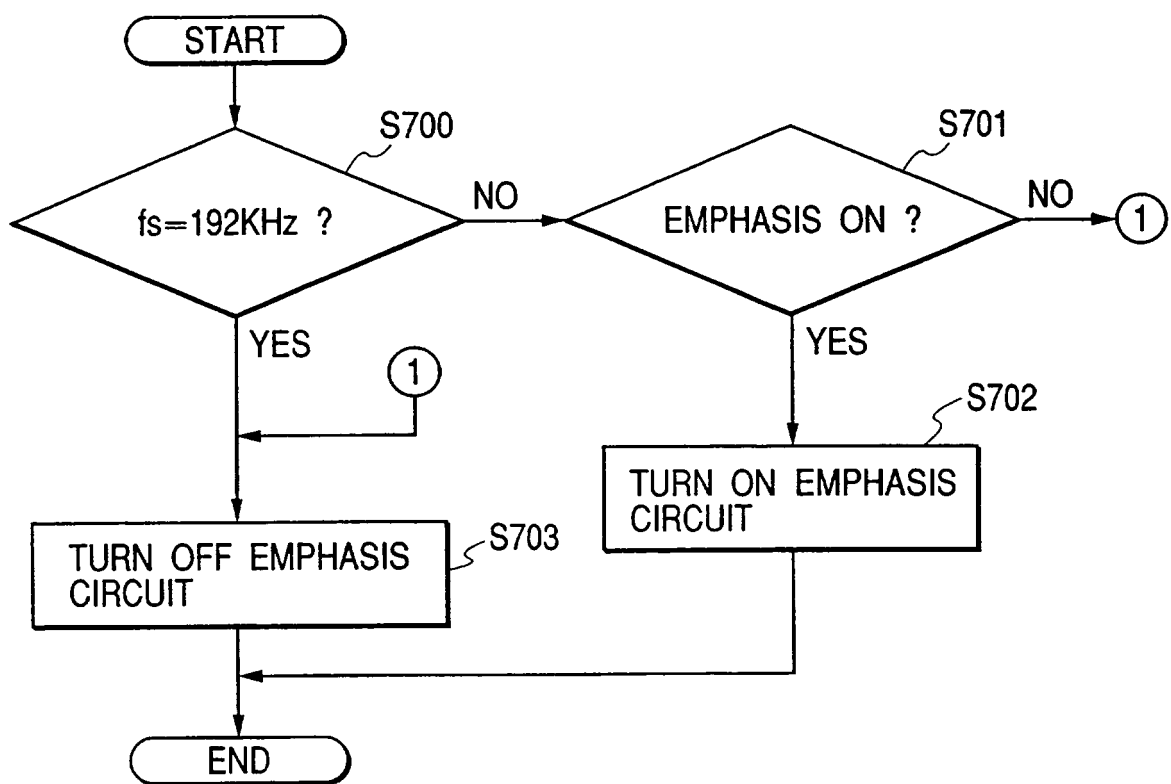 START
S700
fs=192KHz ?
NO
S701
EMPHASIS ON ?
NO
1
YES
1
YES
S702
TURN ON EMPHASIS
CIRCUIT
S703
TURN OFF EMPHASIS
CIRCUIT
END